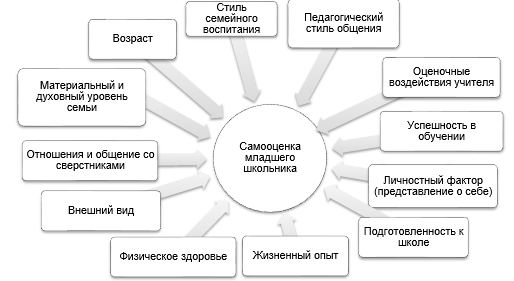 Стиль
семейного
воспитания
Педагогический
стиль общения
Возраст
Оценочные
воздействия учителя
Материальный и
духовный уровень
семьи
Успешность в
обучении
Самооценка
младшего
школьника
Отношения и общение со
сверстниками
Личностный фактор
(представление о себе)
Внешний вид
Подготовленность к
школе
Физическое здоровье
Жизненный опыт